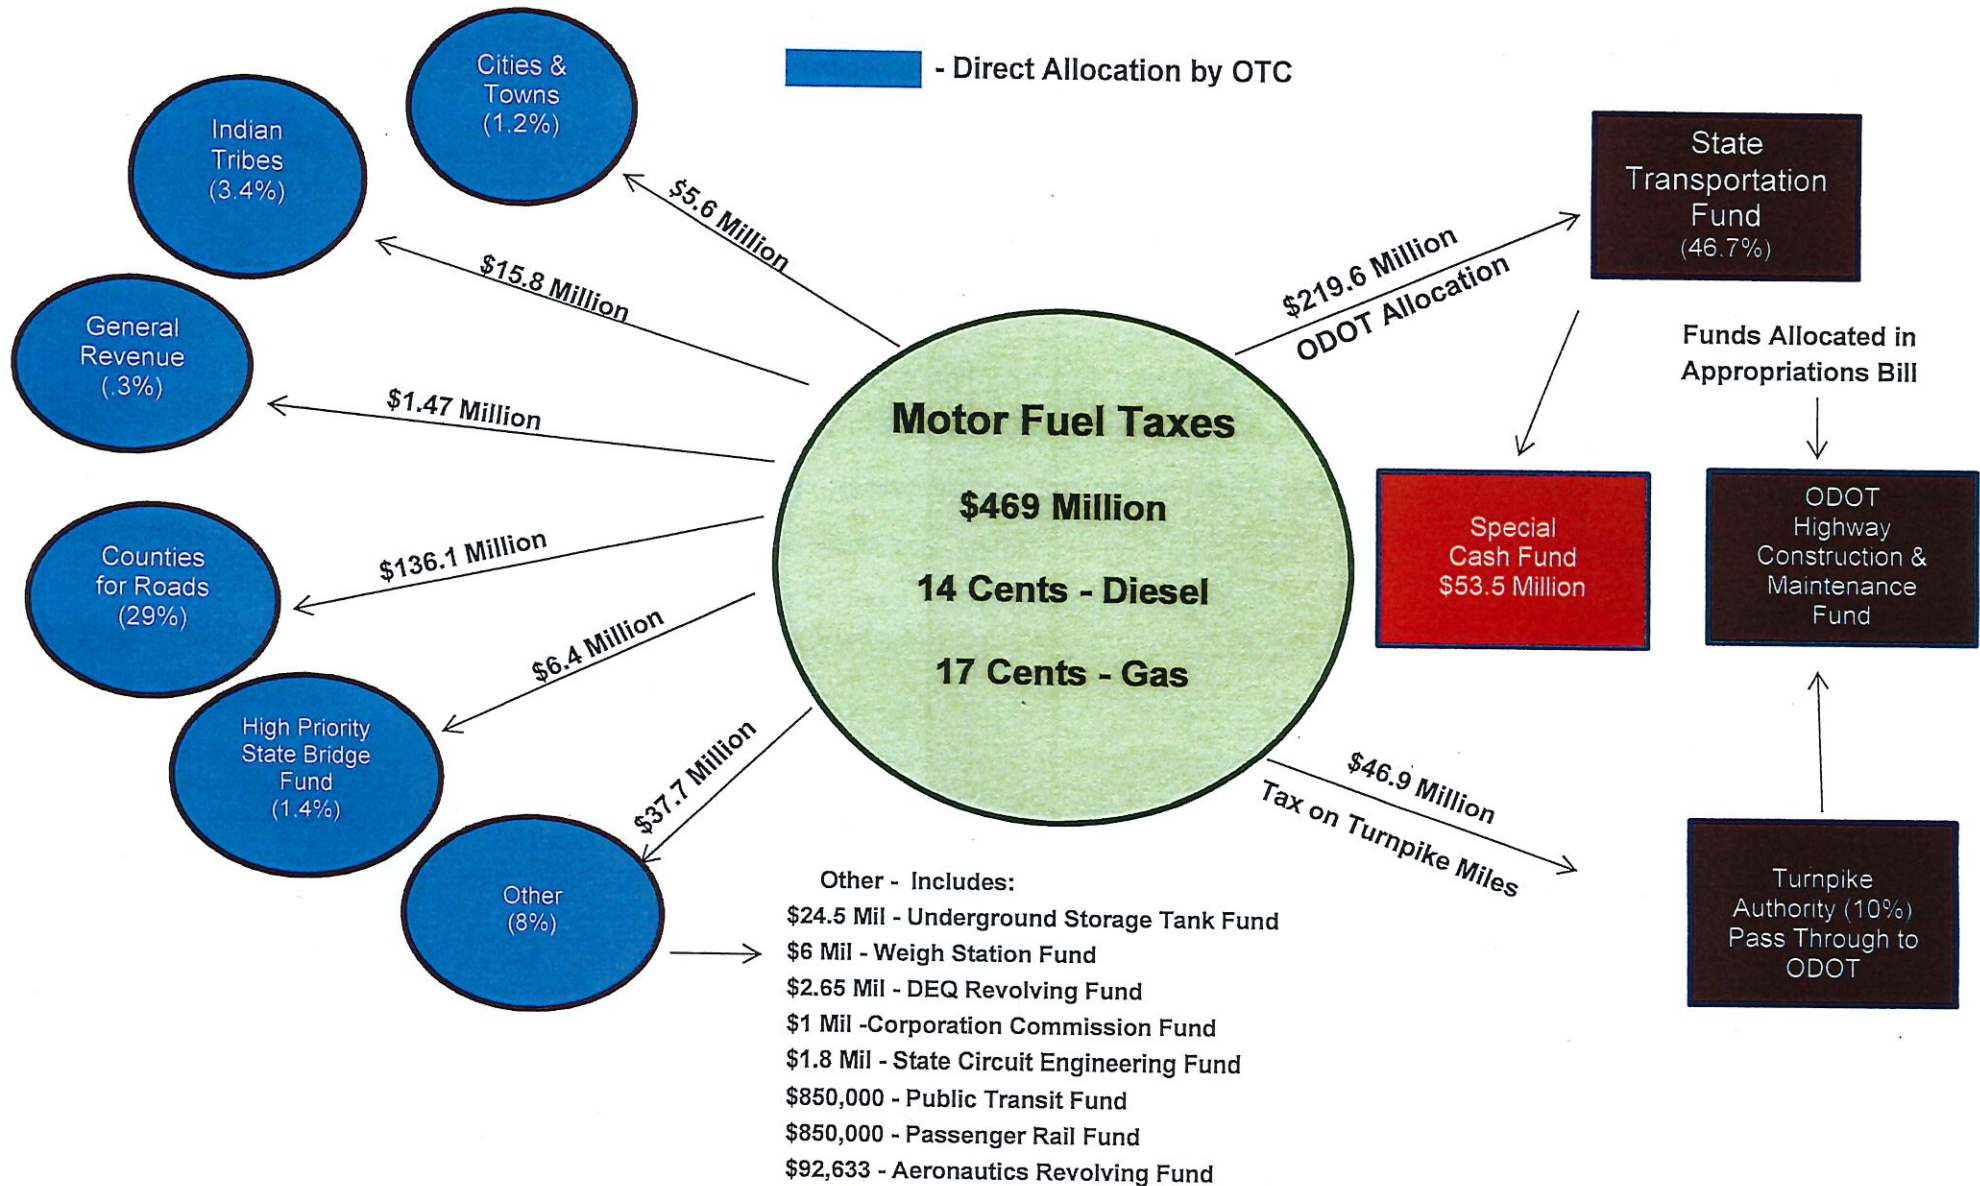 Cities &
Towns
(1.2%)
- Direct Allocation by OTC
Indian
Tribes
(3.4%)
State
Transportation
Fund
(46.7%)
$5.6 Million
$15.8 Million
$219.6 Million
ODOT Allocation
General
Revenue
(.3%)
Funds Allocated in
Appropriations Bill
$1.47 Million
Motor Fuel Taxes
$469 Million
14 Cents - Diesel
17 Cents - Gas
Special
Cash Fund
$53.5 Million
ODOT
Highway
Construction &
Maintenance
Fund
Counties
for Roads
(29%)
$136.1 Million
$6.4 Million
High Priority
State Bridge
Fund
(1.4%)
$37.7 Million
$46.9 Million
Tax on Turnpike Miles
Other
(8%)
Turnpike
Authority (10%)
Pass Through to
ODOT
Other - Includes:
$24.5 Mil - Underground Storage Tank Fund
$6 Mil - Weigh Station Fund
$2.65 Mil - DEQ Revolving Fund
$1 Mil -Corporation Commission Fund
$1.8 Mil - State Circuit Engineering Fund
$850,000 - Public Transit Fund
$850,000 - Passenger Rail Fund
$92,633 - Aeronautics Revolving Fund